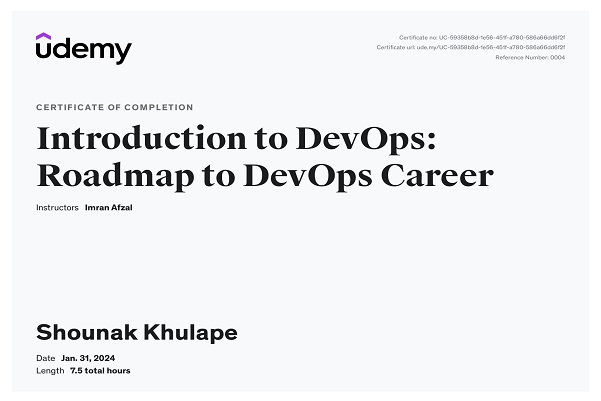 udemy
Certificate no: UC-59358b8d-1e56-451f-a780-586a66dd6f2f
Certificate url: ude.my/UC-59358b8d-1e56-451f-a780-586a66dd6f2f
Reference Number: 0004
CERTIFICATE OF COMPLETION
Introduction to DevOps:
Roadmap to DevOps Career
Instructors Imran Afzal
Shounak Khulape
Date Jan. 31, 2024
Length 7.5 total hours